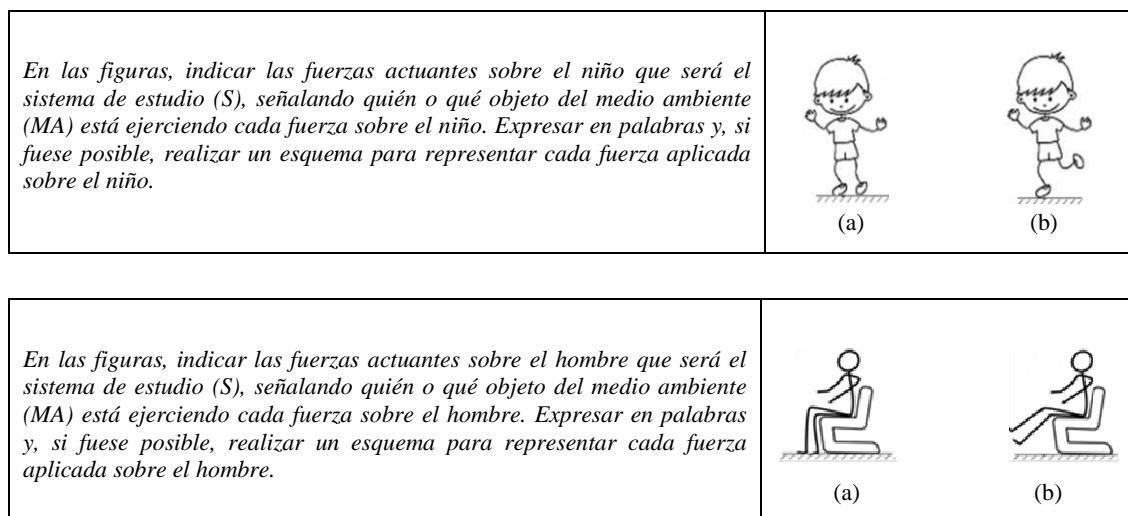 En las figuras, indicar las fuerzas actuantes sobre el niño que será el
sistema de estudio (S), señalando quién o qué objeto del medio ambiente
(MA) está ejerciendo cada fuerza sobre el niño. Expresar en palabras y, si
fuese posible, realizar un esquema para representar cada fuerza aplicada
sobre el niño.
(a)
(b)
En las figuras, indicar las fuerzas actuantes sobre el hombre que será el
sistema de estudio (S), señalando quién o qué objeto del medio ambiente
(MA) está ejerciendo cada fuerza sobre el hombre. Expresar en palabras
y, si fuese posible, realizar un esquema para representar cada fuerza
aplicada sobre el hombre.
(a)
(b)